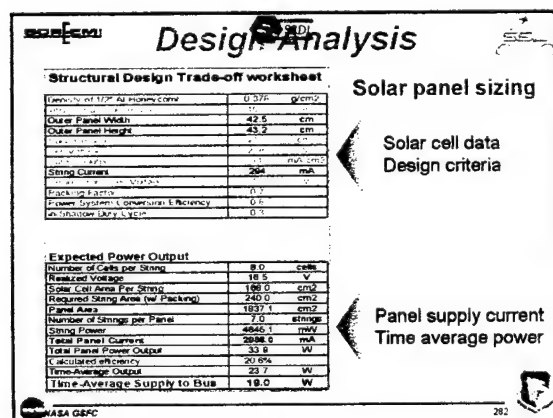 Design Analysis
Structural Design Trade-off worksheet
Solar panel sizing
Density of 1/2" Al Honeycomb 0.376 g/cm2
Outer Panel Width 42.5 cm
Outer Panel Height 43.2 cm
Solar cell data
Design criteria
mA/cm2
String Current 294 mA
Packing Factor 0.7
Power System Conversion Efficiency 0.8
In-Shadow Duty Cycle 0.3
Expected Power Output
Number of Cells per String 8.0 cells
Realized Voltage 16.5 V
Solar Cell Area Per String 168.0 cm2
Required String Area (w/ Packing) 240.0 cm2
Panel Area 1837.1 cm2
Number of Strings per Panel 7.0 strings
String Power 4846.1 mW
Total Panel Current mA
Total Panel Power Output 33.9 W
Calculated efficiency 20.6%
Time-Average Output 23.7 W
Time-Average Supply to Bus 19.0 W
Panel supply current
Time average power
NASA GSFC
282